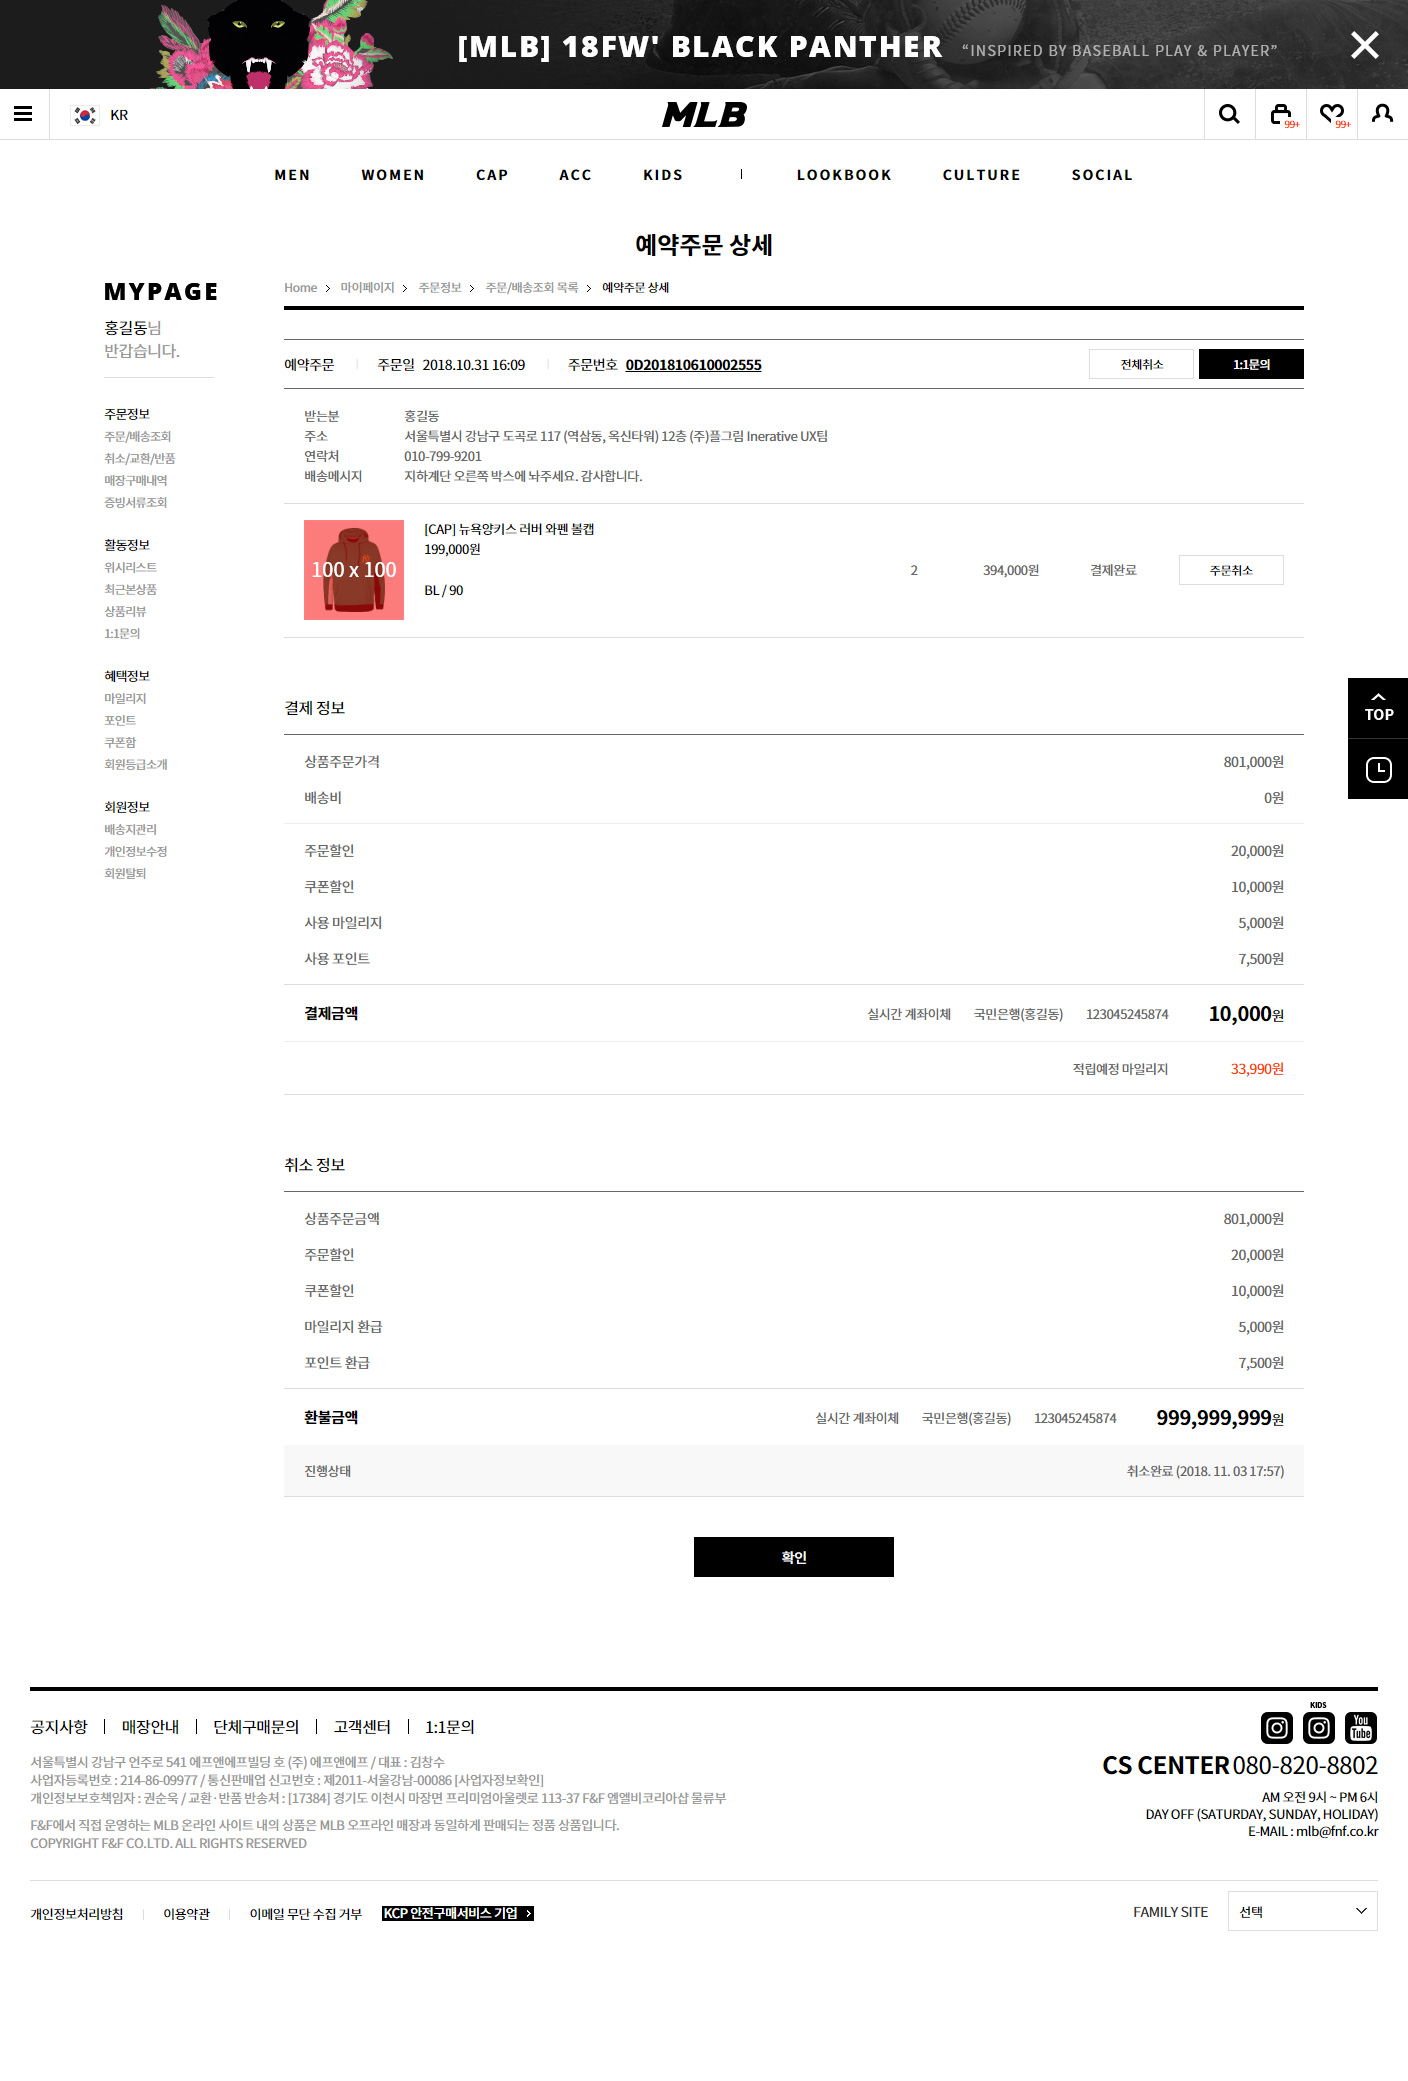 [MLB] 18FW' BLACK PANTHER “INSPIRED BY BASEBALL PLAY & PLAYER”
KR
MLB
99+
99+
MEN WOMEN CAP ACC KIDS LOOKBOOK CULTURE SOCIAL
예약주문 상세
MYPAGE
홍길동님
반갑습니다.
주문정보
주문/배송조회
취소/교환/반품
매장구매내역
증빙서류조회
활동정보
위시리스트
최근본상품
상품리뷰
1:1문의
혜택정보
마일리지
포인트
쿠폰함
회원등급소개
회원정보
배송지관리
개인정보수정
회원탈퇴
Home 마이페이지 주문정보 주문/배송조회 목록 예약주문 상세
예약주문 주문일 2018.10.31 16:09 주문번호 0D201810610002555 전체취소 1:1문의
받는분 홍길동
주소 서울특별시 강남구 도곡로 117 (역삼동, 옥신타워) 12층 (주)플그림 Inerative UX팀
연락처 010-799-9201
배송메시지 지하계단 오른쪽 박스에 놔주세요. 감사합니다.
100 x 100
[CAP] 뉴욕양키스 러버 와펜 볼캡
199,000원
BL / 90
2 394,000원 결제완료 주문취소
TOP
결제 정보
상품주문가격 801,000원
배송비 0원
주문할인 20,000원
쿠폰할인 10,000원
사용 마일리지 5,000원
사용 포인트 7,500원
결제금액 실시간 계좌이체 국민은행(홍길동) 123045245874 10,000원
적립예정 마일리지 33,990원
취소 정보
상품주문금액 801,000원
주문할인 20,000원
쿠폰할인 10,000원
마일리지 환급 5,000원
포인트 환급 7,500원
환불금액 실시간 계좌이체 국민은행(홍길동) 123045245874 999,999,999원
진행상태 취소완료 (2018. 11. 03 17:57)
확인
공지사항 매장안내 단체구매문의 고객센터 1:1문의
서울특별시 강남구 언주로 541 에프앤에프빌딩 호 (주) 에프앤에프 / 대표 : 김창수
사업자등록번호 : 214-86-09977 / 통신판매업 신고번호 : 제2011-서울강남-00086 [사업자정보확인]
개인정보보호책임자 : 권순욱 / 교환·반품 반송처 : [17384] 경기도 이천시 마장면 프리미엄아울렛로 113-37 F&F 엠엘비코리아샵 물류부
F&F에서 직접 운영하는 MLB 온라인 사이트 내의 상품은 MLB 오프라인 매장과 동일하게 판매되는 정품 상품입니다.
COPYRIGHT F&F CO.LTD. ALL RIGHTS RESERVED
KIDS
You Tube
CS CENTER 080-820-8802
AM 오전 9시 ~ PM 6시
DAY OFF (SATURDAY, SUNDAY, HOLIDAY)
E-MAIL : mlb@fnf.co.kr
개인정보처리방침 이용약관 이메일 무단 수집 거부 KCP 안전구매서비스 기업
FAMILY SITE 선택